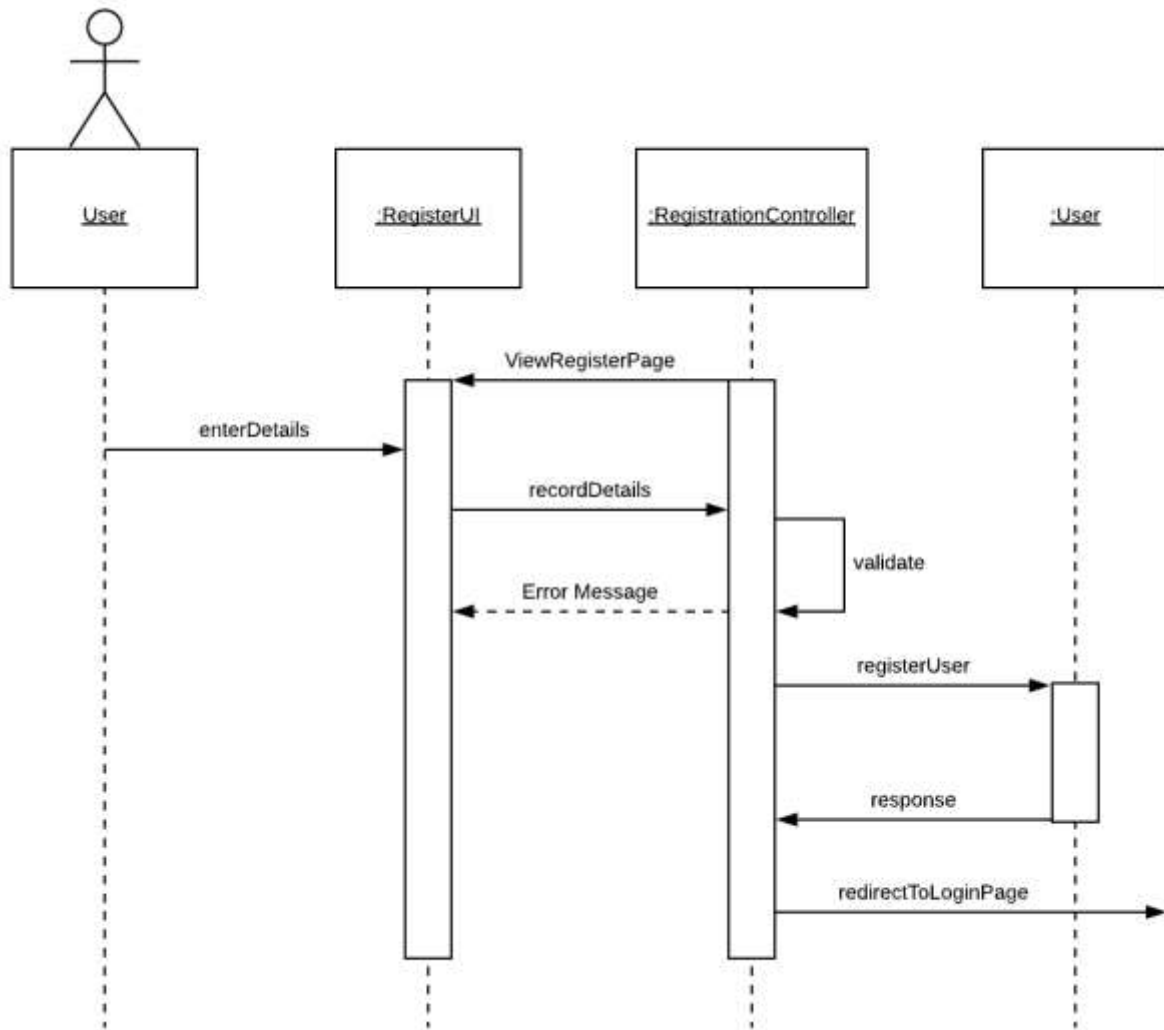 User
:RegisterUI
:RegistrationController
:User
ViewRegisterPage
enterDetails
recordDetails
validate
Error Message
registerUser
response
redirectToLoginPage